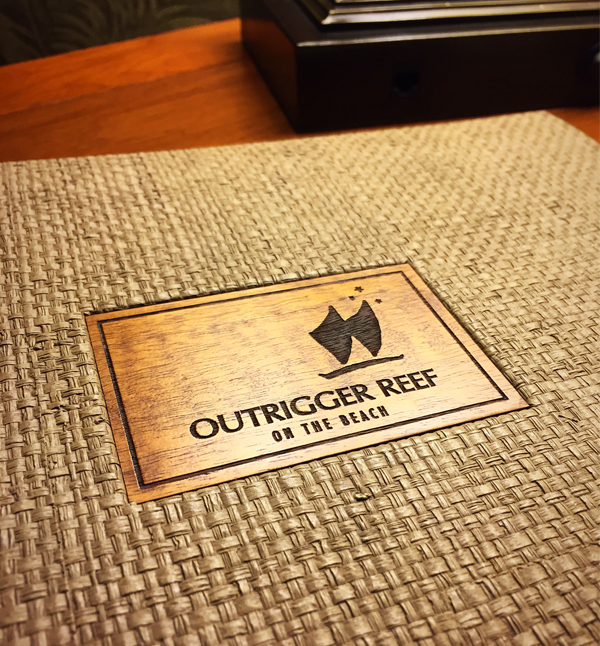 OUTRIGGER REEF
ON THE BEACH